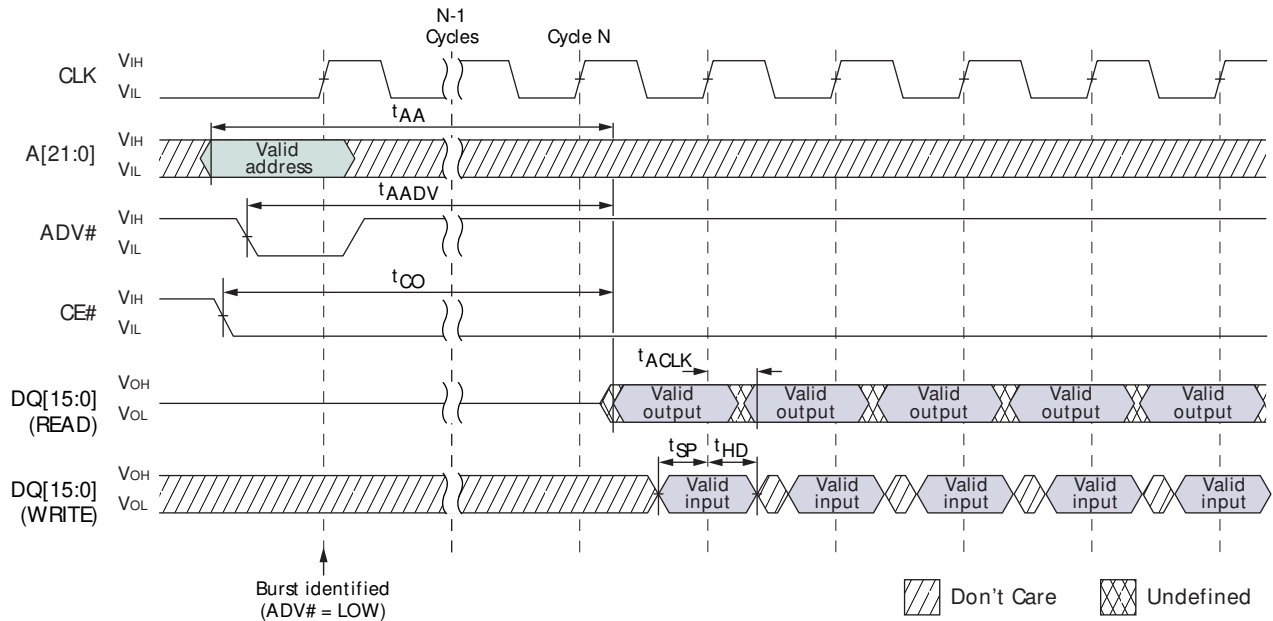 N-1
Cycles
Cycle N
CLK
VIH
VIL
tAA
A[21:0]
VIH
VIL
Valid
address
tAADV
ADV#
VIH
VIL
tCO
CE#
VIH
VIL
tACLK
DQ[15:0]
(READ)
VOH
VOL
Valid
output
Valid
output
Valid
output
Valid
output
Valid
output
tSP
tHD
DQ[15:0]
(WRITE)
VOH
VOL
Valid
input
Valid
input
Valid
input
Valid
input
Valid
input
Burst identified
(ADV# = LOW)
Don't Care
Undefined